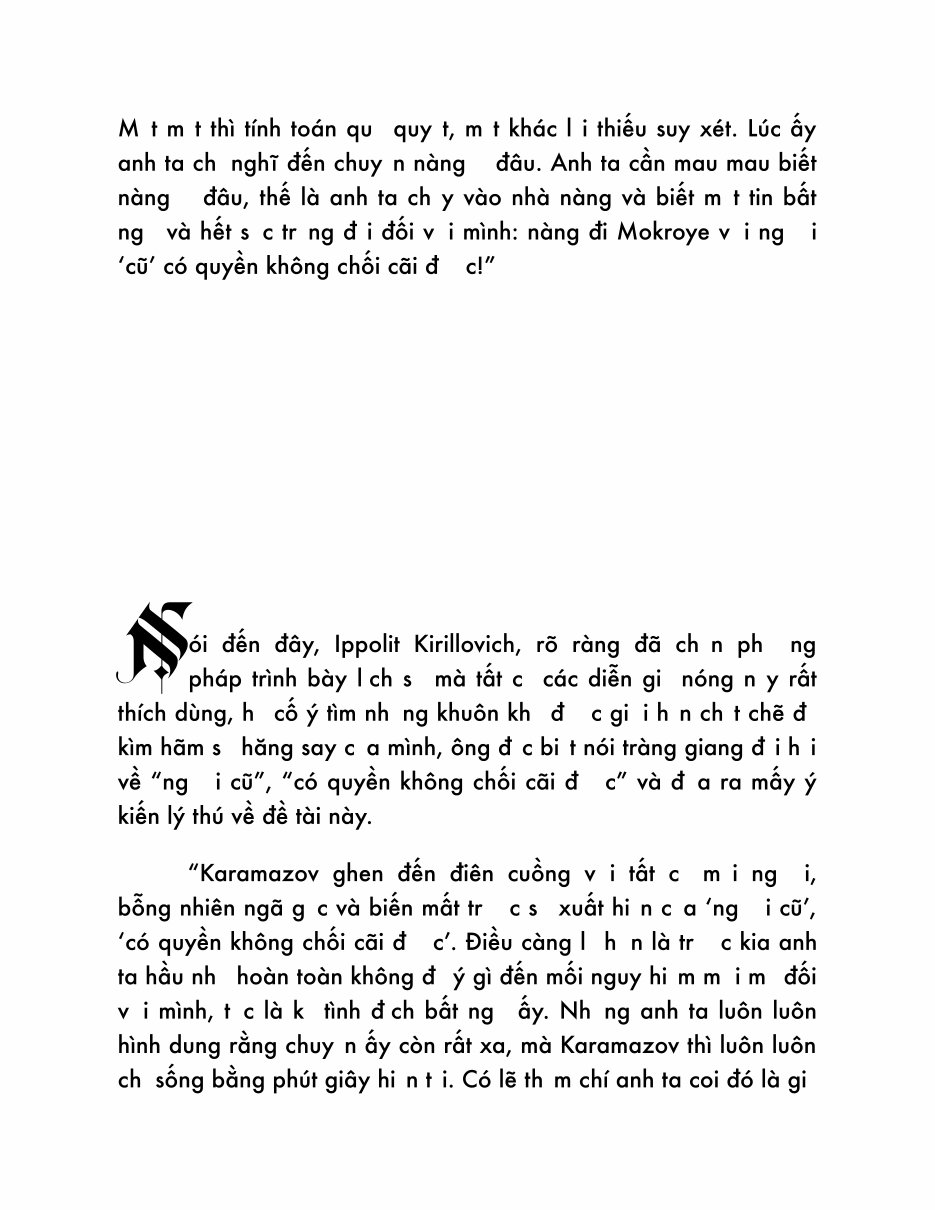 M t m t thì tính toán qu quy t, m t khác l i thiếu suy xét. Lúc ấy
anh ta ch nghĩ đến chuy n nàng đâu. Anh ta cần mau mau biết
nàng đâu, thế là anh ta ch y vào nhà nàng và biết m t tin bất
ng và hết s c tr ng đ i đối v i mình: nàng đi Mokroye v i ng i
‘cũ’ có quyền không chối cãi đ c!”
Nói đến đây, Ippolit Kirillovich, rõ ràng đã ch n ph ng
pháp trình bày l ch s mà tất c các diễn gi nóng n y rất
thích dùng, h cố ý tìm nh ng khuôn kh đ c gi i h n ch t chẽ đ
kìm hãm s hăng say c a mình, ông đ c bi t nói tràng giang đ i h i
về “ng i cũ”, “có quyền không chối cãi đ c” và đ a ra mấy ý
kiến lý thú về đề tài này.
“Karamazov ghen đến điên cuồng v i tất c m i ng i,
bỗng nhiên ngã g c và biến mất tr c s xuất hi n c a ‘ng i cũ’,
‘có quyền không chối cãi đ c’. Điều càng l h n là tr c kia anh
ta hầu nh hoàn toàn không đ ý gì đến mối nguy hi m m i m đối
v i mình, t c là k tình đ ch bất ng ấy. Nh ng anh ta luôn luôn
hình dung rằng chuy n ấy còn rất xa, mà Karamazov thì luôn luôn
ch sống bằng phút giây hi n t i. Có lẽ th m chí anh ta coi đó là gi